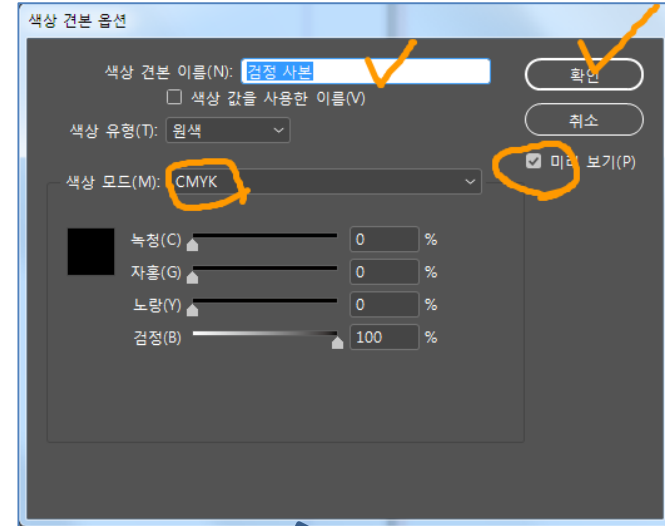 색상 견본 옵션
색상 견본 이름(N): 검정 사본
확인
색상 값을 사용한 이름(V)
취소
색상 유형(T): 원색
미리 보기(P)
색상 모드(M): CMYK
녹청(C) 0 %
자홍(G) 0 %
노랑(Y) 0 %
검정(B) 100 %